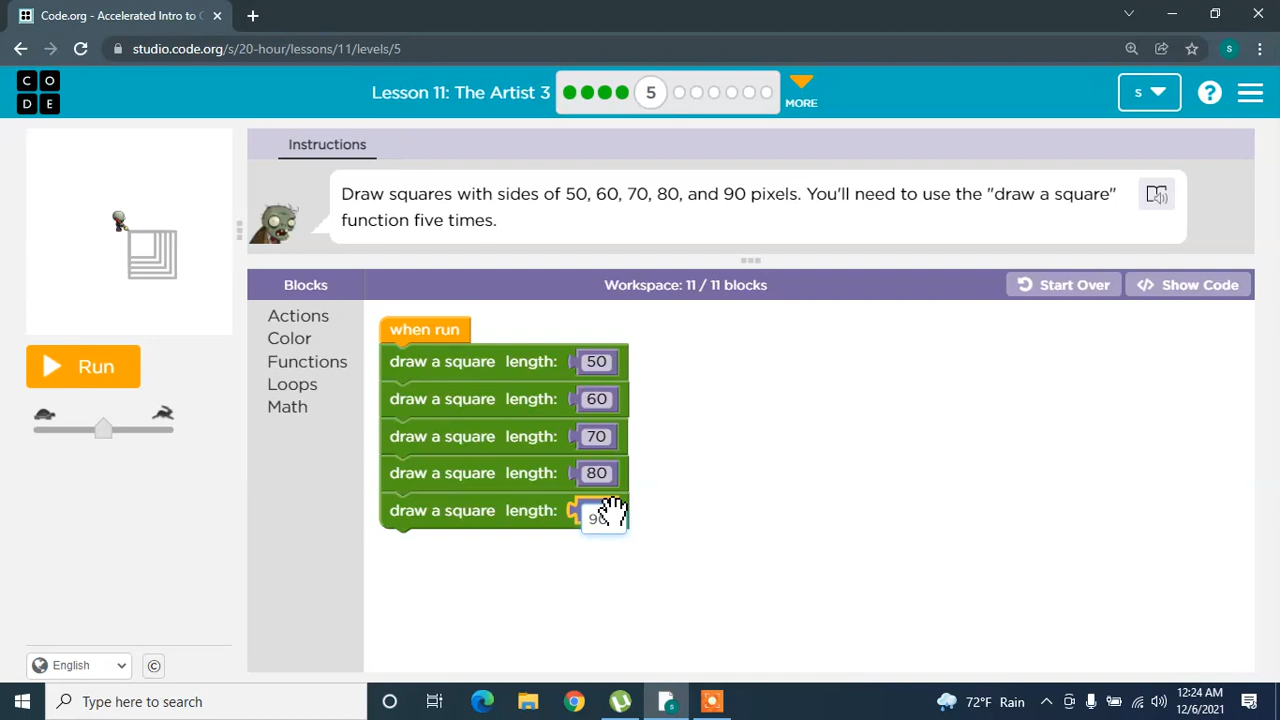 Code.org - Accelerated Intro to C
studio.code.org/s/20-hour/lessons/11/levels/5
s
C O
D E
Lesson 11: The Artist 3
5
MORE
s
Instructions
Draw squares with sides of 50, 60, 70, 80, and 90 pixels. You'll need to use the "draw a square"
function five times.
Blocks
Workspace: 11 / 11 blocks
Start Over
Show Code
Actions
Color
Functions
Loops
Math
when run
draw a square length: 50
draw a square length: 60
draw a square length: 70
draw a square length: 80
draw a square length: 90
Run
English
Type here to search
72°F Rain
12:24 AM
12/6/2021